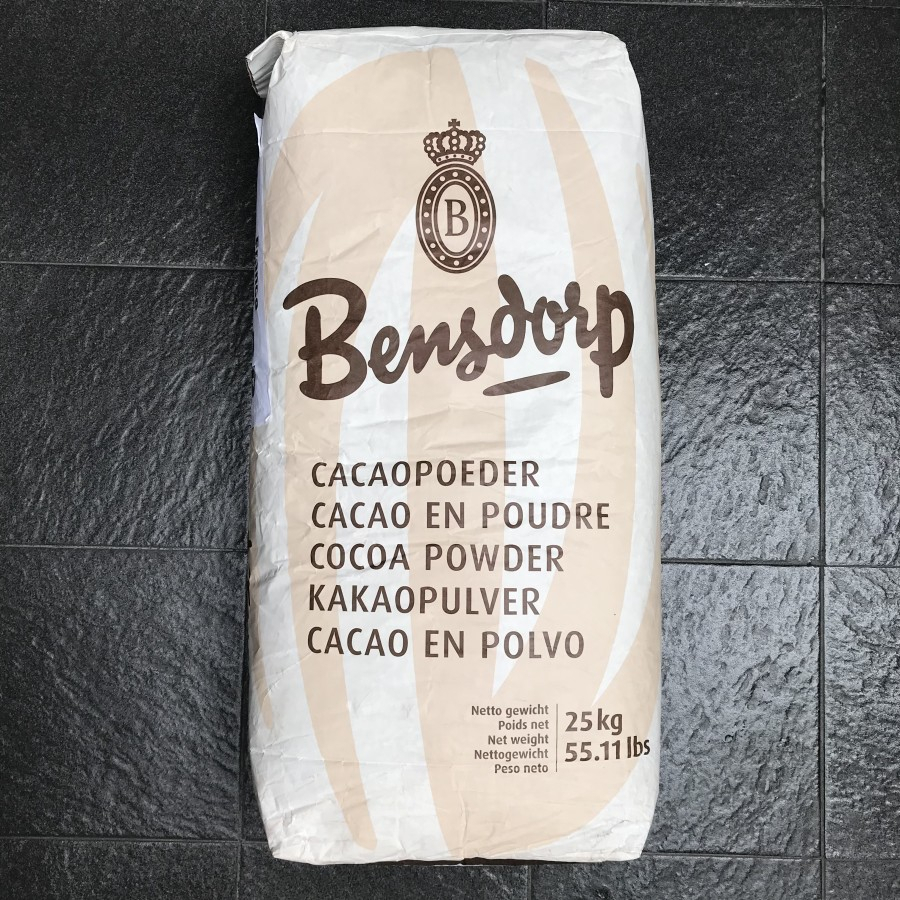 B
Bensdorp
CACAOPOEDER
CACAO EN POUDRE
COCOA POWDER
KAKAOPULVER
CACAO EN POLVO
Netto gewicht
Poids net
Net weight
Nettogewicht
Peso neto
25 kg
55.11 lbs